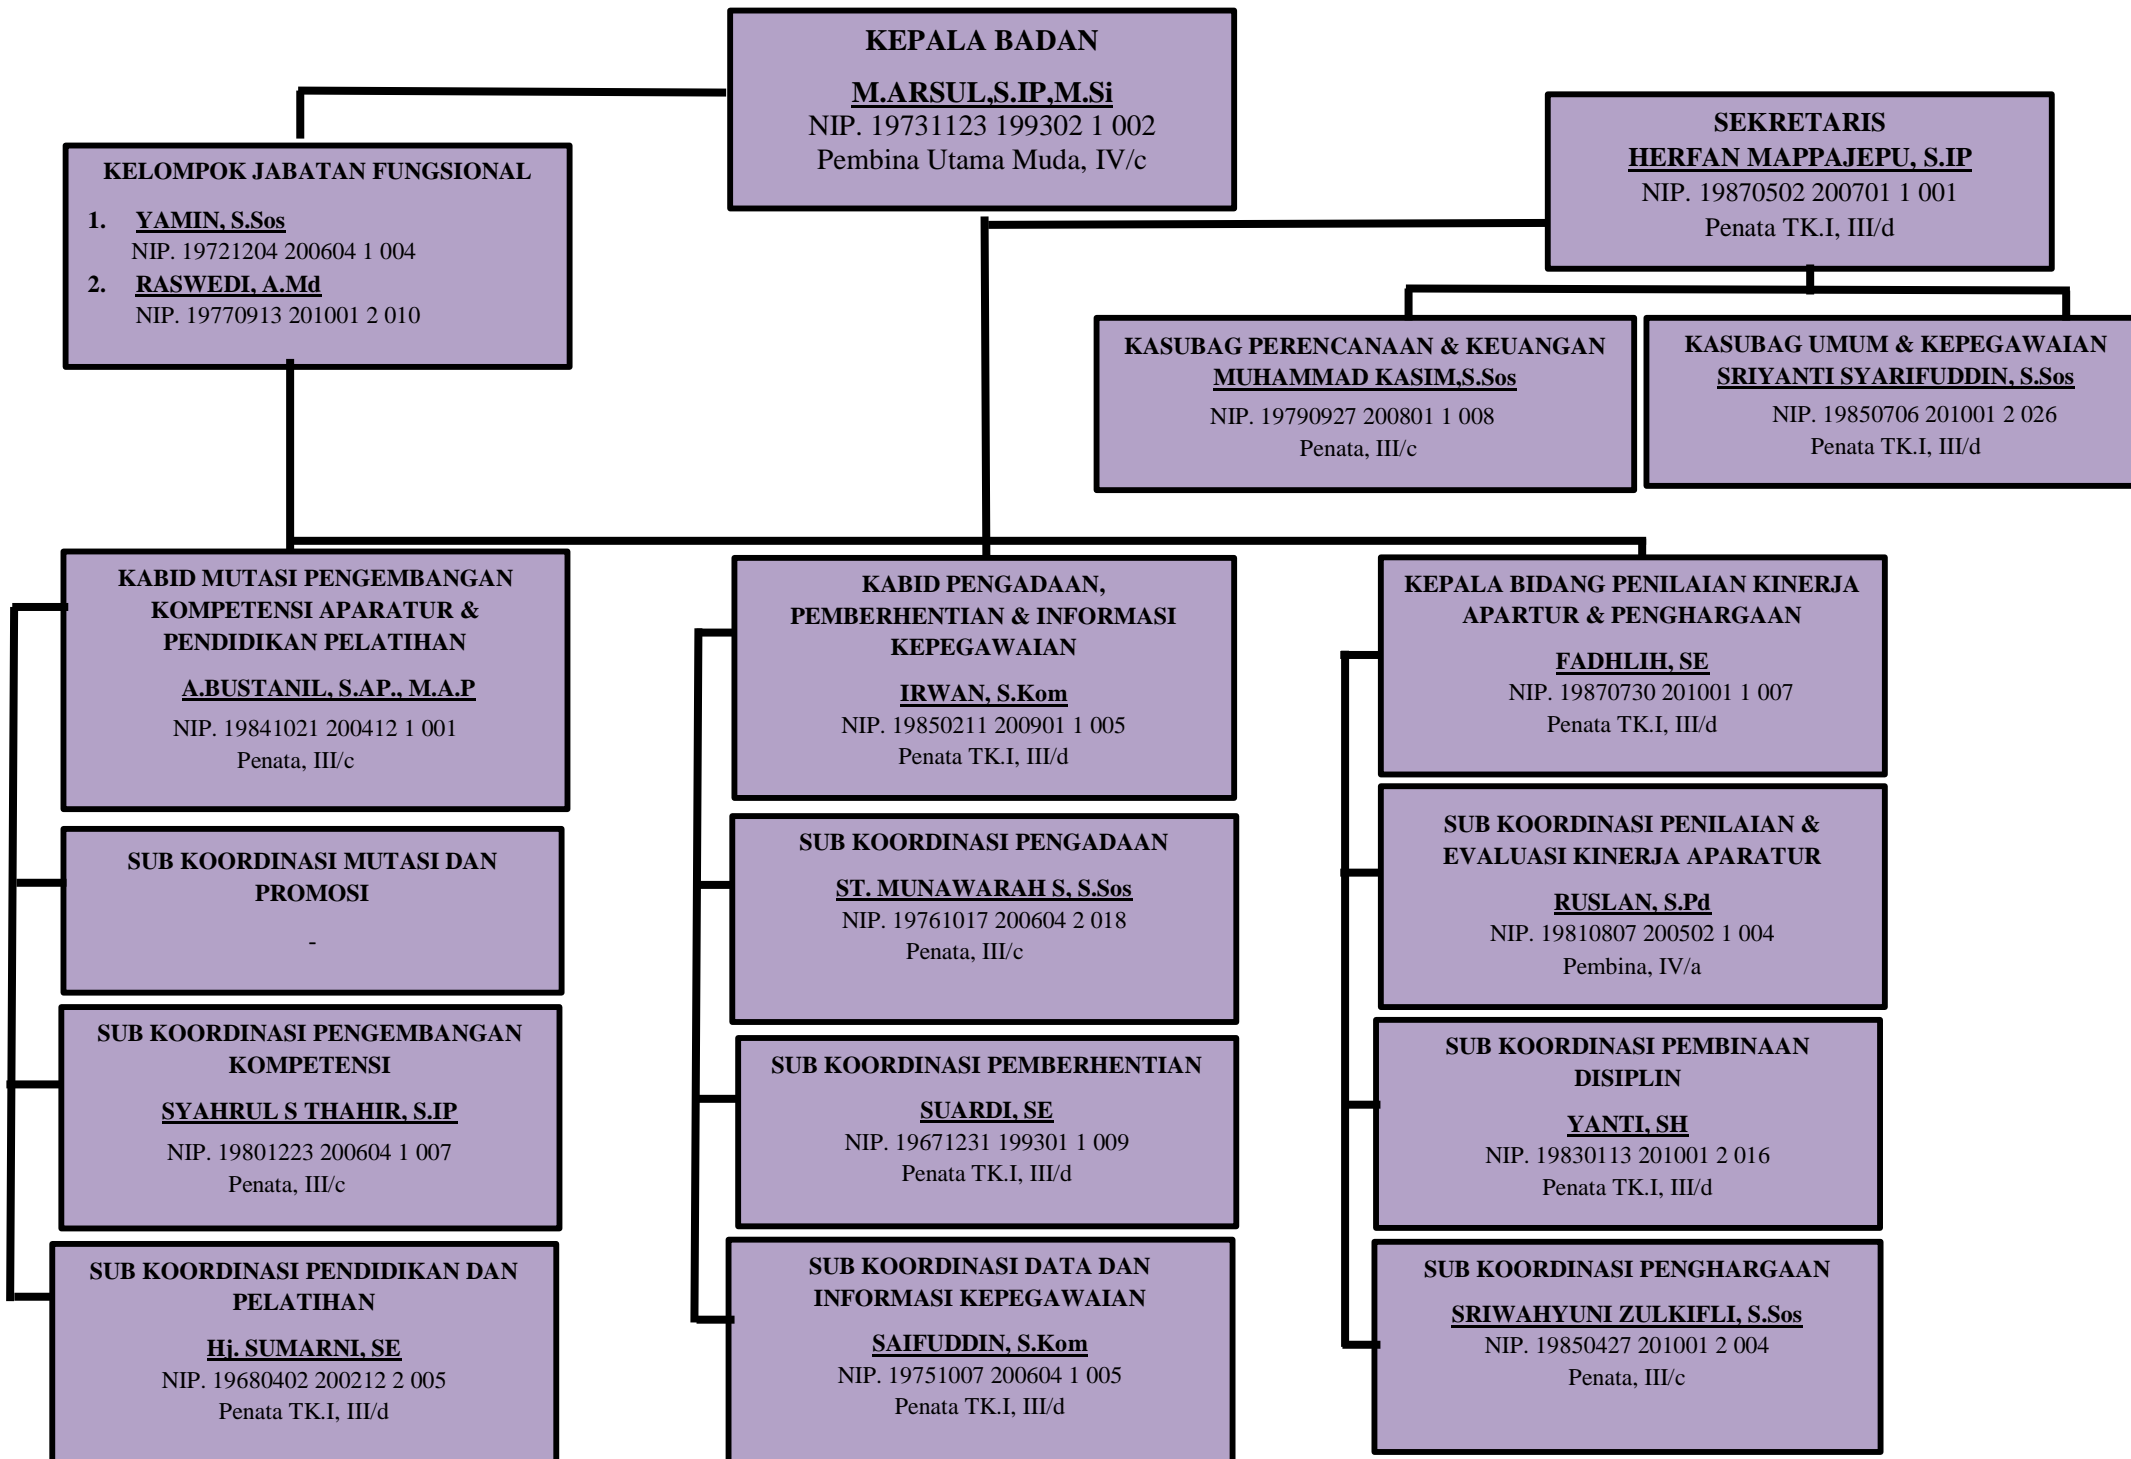 KEPALA BADAN
M.ARSUL,S.IP,M.Si
NIP. 19731123 199302 1 002
Pembina Utama Muda, IV/c
SEKRETARIS
HERFAN MAPPAJEPU, S.IP
NIP. 19870502 200701 1 001
Penata TK.I, III/d
KELOMPOK JABATAN FUNGSIONAL
1. YAMIN, S.Sos
NIP. 19721204 200604 1 004
2. RASWEDI, A.Md
NIP. 19770913 201001 2 010
KASUBAG PERENCANAAN & KEUANGAN
MUHAMMAD KASIM,S.Sos
NIP. 19790927 200801 1 008
Penata, III/c
KASUBAG UMUM & KEPEGAWAIAN
SRIYANTI SYARIFUDDIN, S.Sos
NIP. 19850706 201001 2 026
Penata TK.I, III/d
KABID MUTASI PENGEMBANGAN
KOMPETENSI APARATUR &
PENDIDIKAN PELATIHAN
A.BUSTANIL, S.AP., M.A.P
NIP. 19841021 200412 1 001
Penata, III/c
SUB KOORDINASI MUTASI DAN
PROMOSI
-
SUB KOORDINASI PENGEMBANGAN
KOMPETENSI
SYAHRUL S THAHIR, S.IP
NIP. 19801223 200604 1 007
Penata, III/c
SUB KOORDINASI PENDIDIKAN DAN
PELATIHAN
Hj. SUMARNI, SE
NIP. 19680402 200212 2 005
Penata TK.I, III/d
KABID PENGADAAN,
PEMBERHENTIAN & INFORMASI
KEPEGAWAIAN
IRWAN, S.Kom
NIP. 19850211 200901 1 005
Penata TK.I, III/d
SUB KOORDINASI PENGADAAN
ST. MUNAWARAH S, S.Sos
NIP. 19761017 200604 2 018
Penata, III/c
SUB KOORDINASI PEMBERHENTIAN
SUARDI, SE
NIP. 19671231 199301 1 009
Penata TK.I, III/d
SUB KOORDINASI DATA DAN
INFORMASI KEPEGAWAIAN
SAIFUDDIN, S.Kom
NIP. 19751007 200604 1 005
Penata TK.I, III/d
KEPALA BIDANG PENILAIAN KINERJA
APARTUR & PENGHARGAAN
FADHLIH, SE
NIP. 19870730 201001 1 007
Penata TK.I, III/d
SUB KOORDINASI PENILAIAN &
EVALUASI KINERJA APARATUR
RUSLAN, S.Pd
NIP. 19810807 200502 1 004
Pembina, IV/a
SUB KOORDINASI PEMBINAAN
DISIPLIN
YANTI, SH
NIP. 19830113 201001 2 016
Penata TK.I, III/d
SUB KOORDINASI PENGHARGAAN
SRIWAHYUNI ZULKIFLI, S.Sos
NIP. 19850427 201001 2 004
Penata, III/c